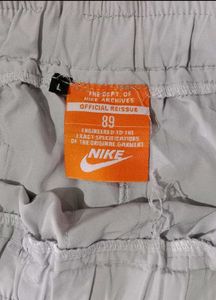 L
THE DEPT. OF
NIKE ARCHIVES
OFFICIAL REISSUE
89
ENGINEERED TO THE
EXACT SPECIFICATIONS
OF THE ORIGINAL GARMENT
NIKE